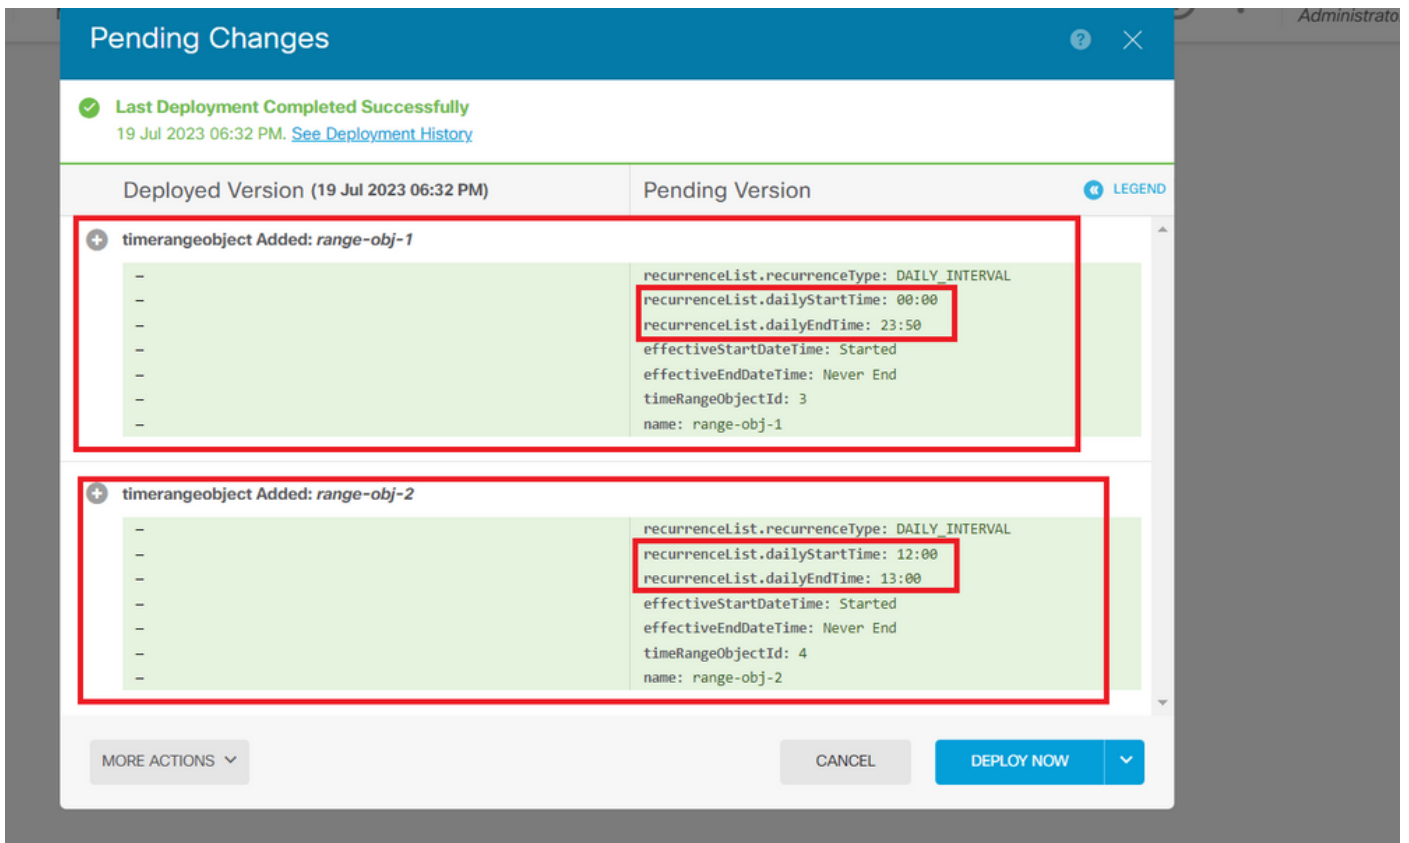 Administrato
Pending Changes
Last Deployment Completed Successfully
19 Jul 2023 06:32 PM. See Deployment History
Deployed Version (19 Jul 2023 06:32 PM)
Pending Version
LEGEND
timerangeobject Added: range-obj-1
– recurrenceList.recurrenceType: DAILY_INTERVAL
– recurrenceList.dailyStartTime: 00:00
– recurrenceList.dailyEndTime: 23:50
– effectiveStartDateTime: Started
– effectiveEndDateTime: Never End
– timeRangeObjectId: 3
– name: range-obj-1
timerangeobject Added: range-obj-2
– recurrenceList.recurrenceType: DAILY_INTERVAL
– recurrenceList.dailyStartTime: 12:00
– recurrenceList.dailyEndTime: 13:00
– effectiveStartDateTime: Started
– effectiveEndDateTime: Never End
– timeRangeObjectId: 4
– name: range-obj-2
MORE ACTIONS
CANCEL
DEPLOY NOW